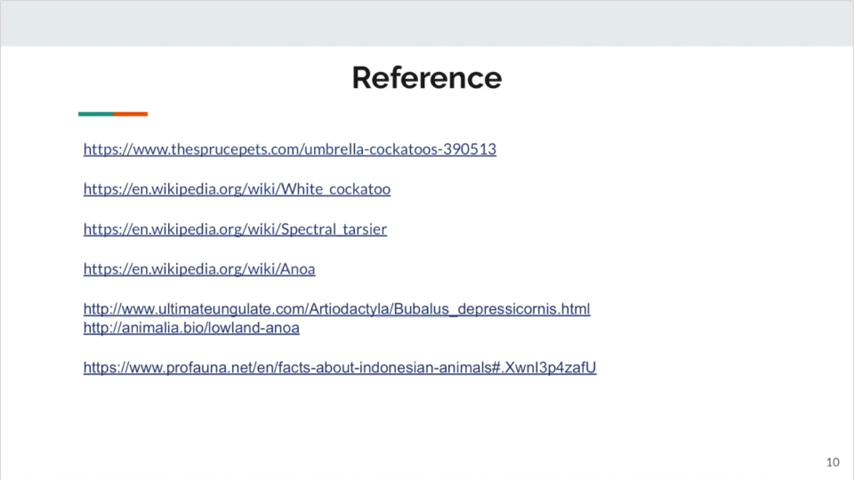 Reference
https://www.thesprucepets.com/umbrella-cockatoos-390513
https://en.wikipedia.org/wiki/White_cockatoo
https://en.wikipedia.org/wiki/Spectral_tarsier
https://en.wikipedia.org/wiki/Anoa
http://www.ultimateungulate.com/Artiodactyla/Bubalus_depressicornis.html
http://animalia.bio/lowland-anoa
https://www.profauna.net/en/facts-about-indonesian-animals#.XwnI3p4zafU
10